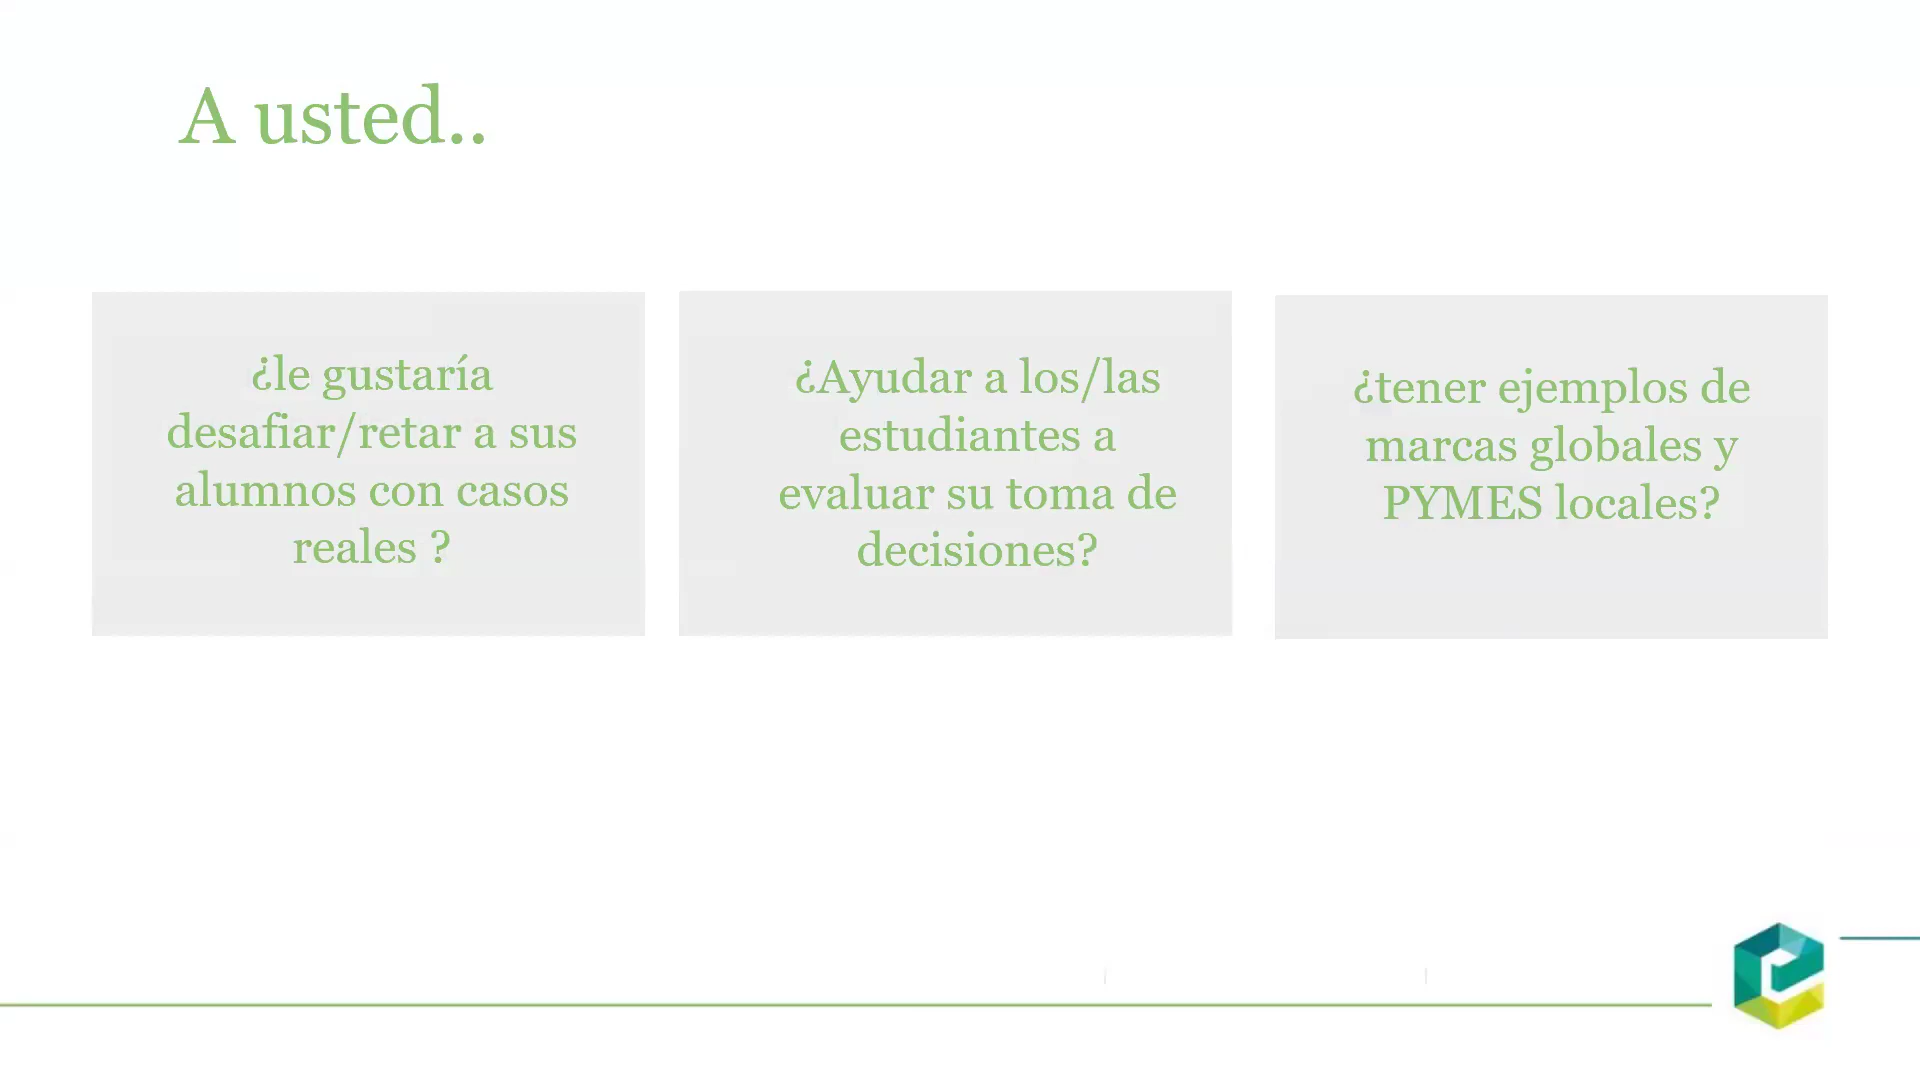 A usted..
¿le gustaría
desafiar/retar a sus
alumnos con casos
reales ?
¿Ayudar a los/las
estudiantes a
evaluar su toma de
decisiones?
¿tener ejemplos de
marcas globales y
PYMES locales?